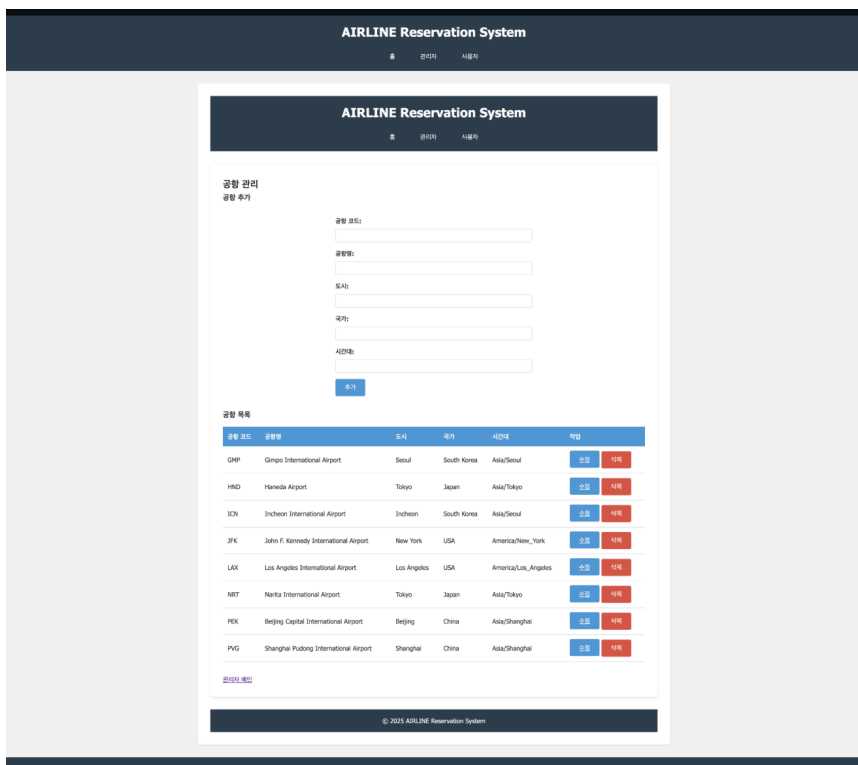 AIRLINE Reservation System
홈 관리자 사용자
AIRLINE Reservation System
홈 관리자 사용자
공항 관리
공항 추가
공항 코드:
공항명:
도시:
국가:
시간대:
추가
공항 목록
공항 코드 공항명 도시 국가 시간대 작업
GMP Gimpo International Airport Seoul South Korea Asia/Seoul 수정 삭제
HND Haneda Airport Tokyo Japan Asia/Tokyo 수정 삭제
ICN Incheon International Airport Incheon South Korea Asia/Seoul 수정 삭제
JFK John F. Kennedy International Airport New York USA America/New_York 수정 삭제
LAX Los Angeles International Airport Los Angeles USA America/Los_Angeles 수정 삭제
NRT Narita International Airport Tokyo Japan Asia/Tokyo 수정 삭제
PEK Beijing Capital International Airport Beijing China Asia/Shanghai 수정 삭제
PVG Shanghai Pudong International Airport Shanghai China Asia/Shanghai 수정 삭제
관리자 메인
© 2025 AIRLINE Reservation System